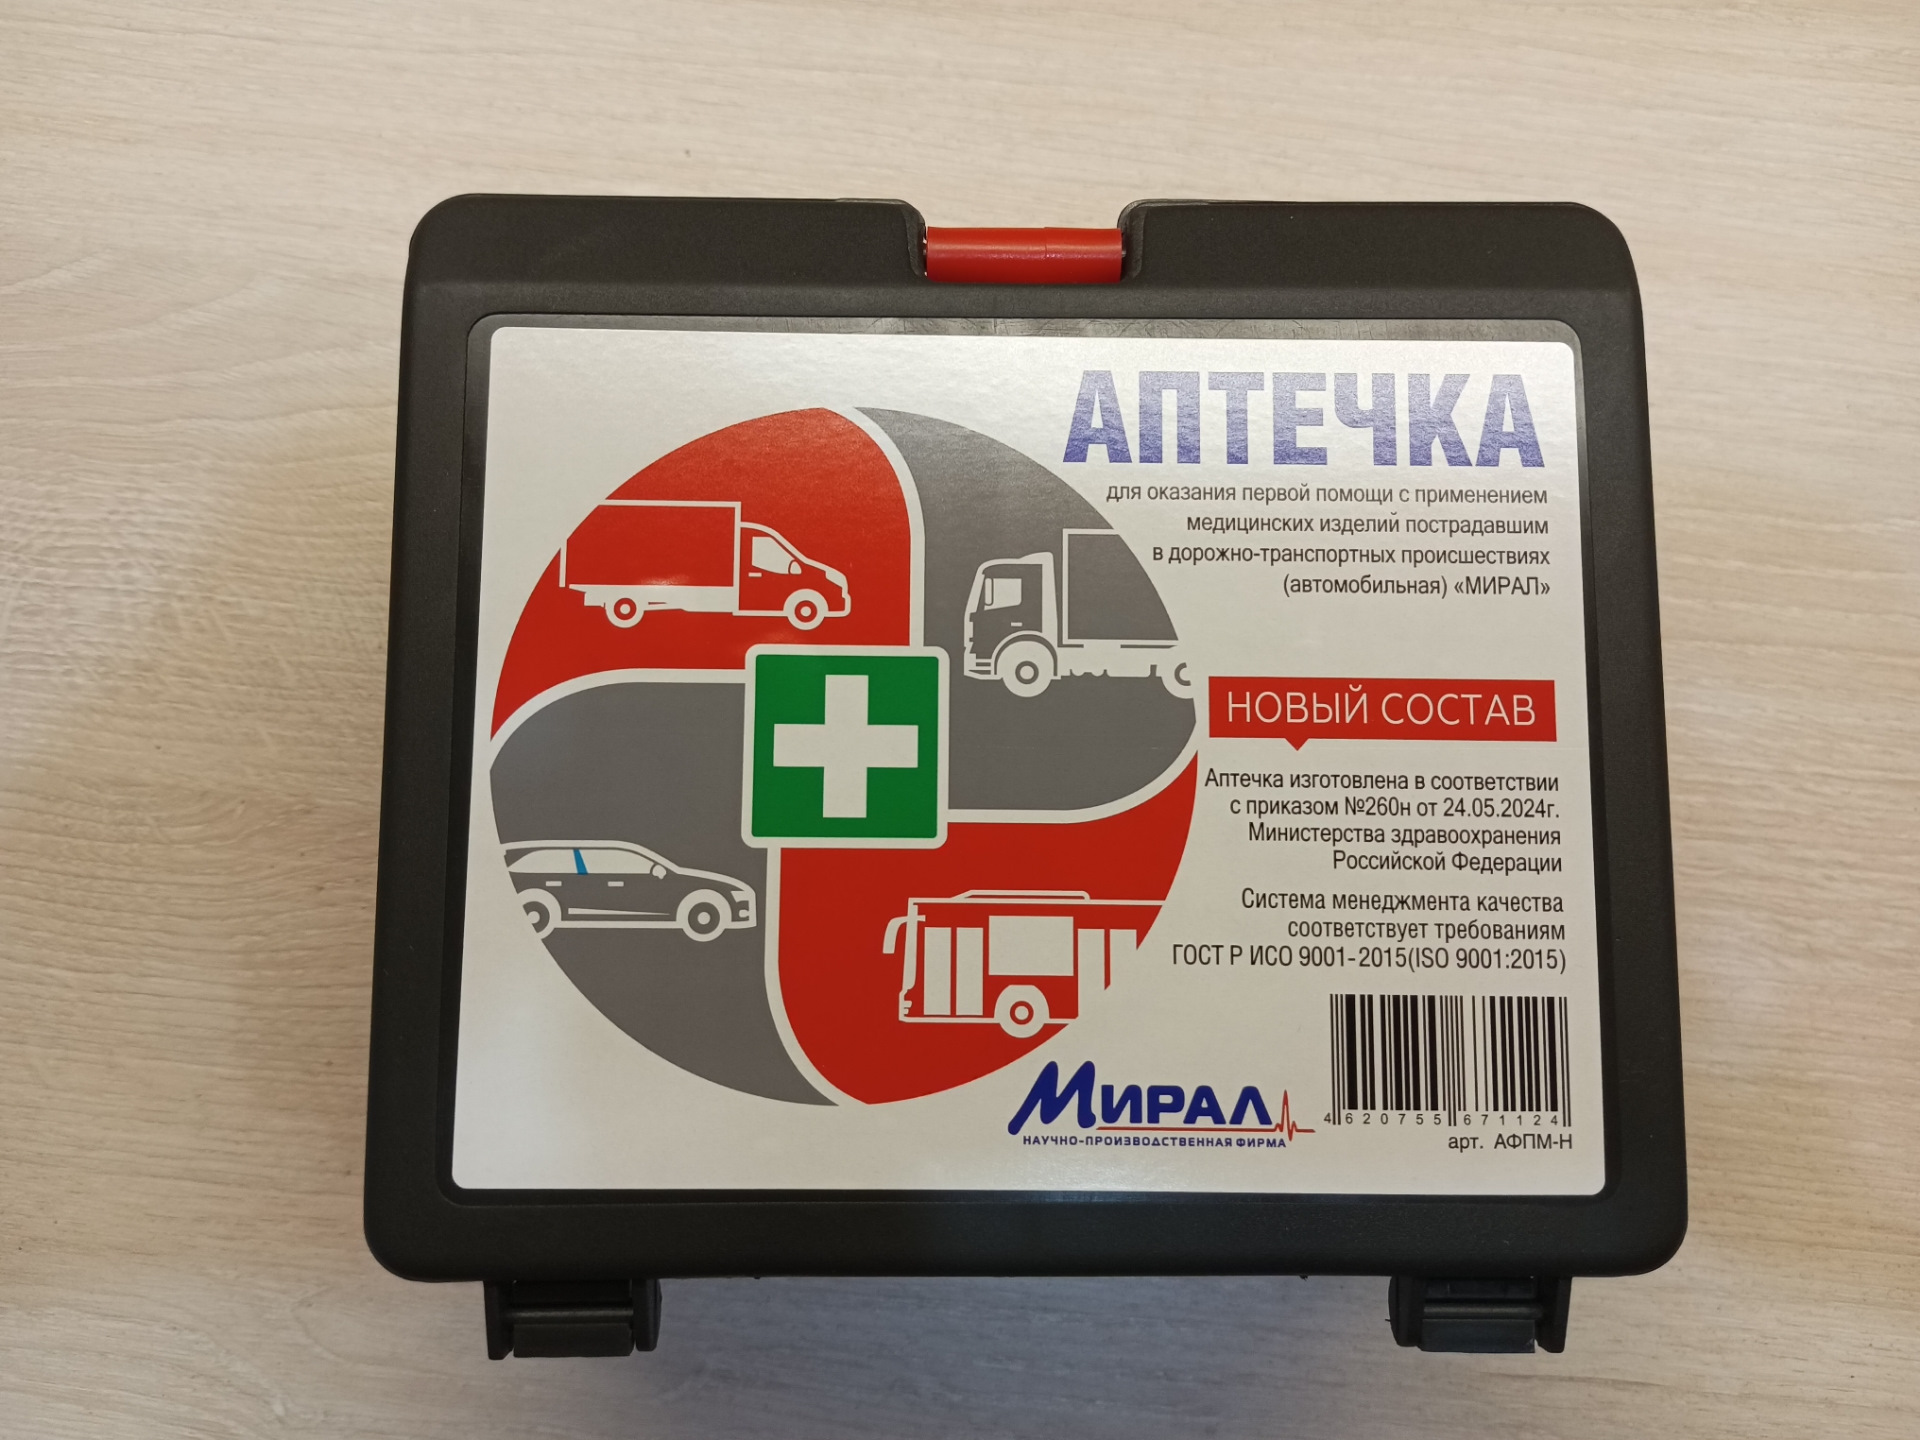 АПТЕЧКА
для оказания первой помощи с применением
медицинских изделий пострадавшим
в дорожно-транспортных происшествиях
(автомобильная) «МИРАЛ»
НОВЫЙ СОСТАВ
Аптечка изготовлена в соответствии
с приказом №260н от 24.05.2024г.
Министерства здравоохранения
Российской Федерации
Система менеджмента качества
соответствует требованиям
ГОСТ Р ИСО 9001-2015(ISO 9001:2015)
МИРАЛ
НАУЧНО-ПРОИЗВОДСТВЕННАЯ ФИРМА
4 620755 671124
арт. АФПМ-Н